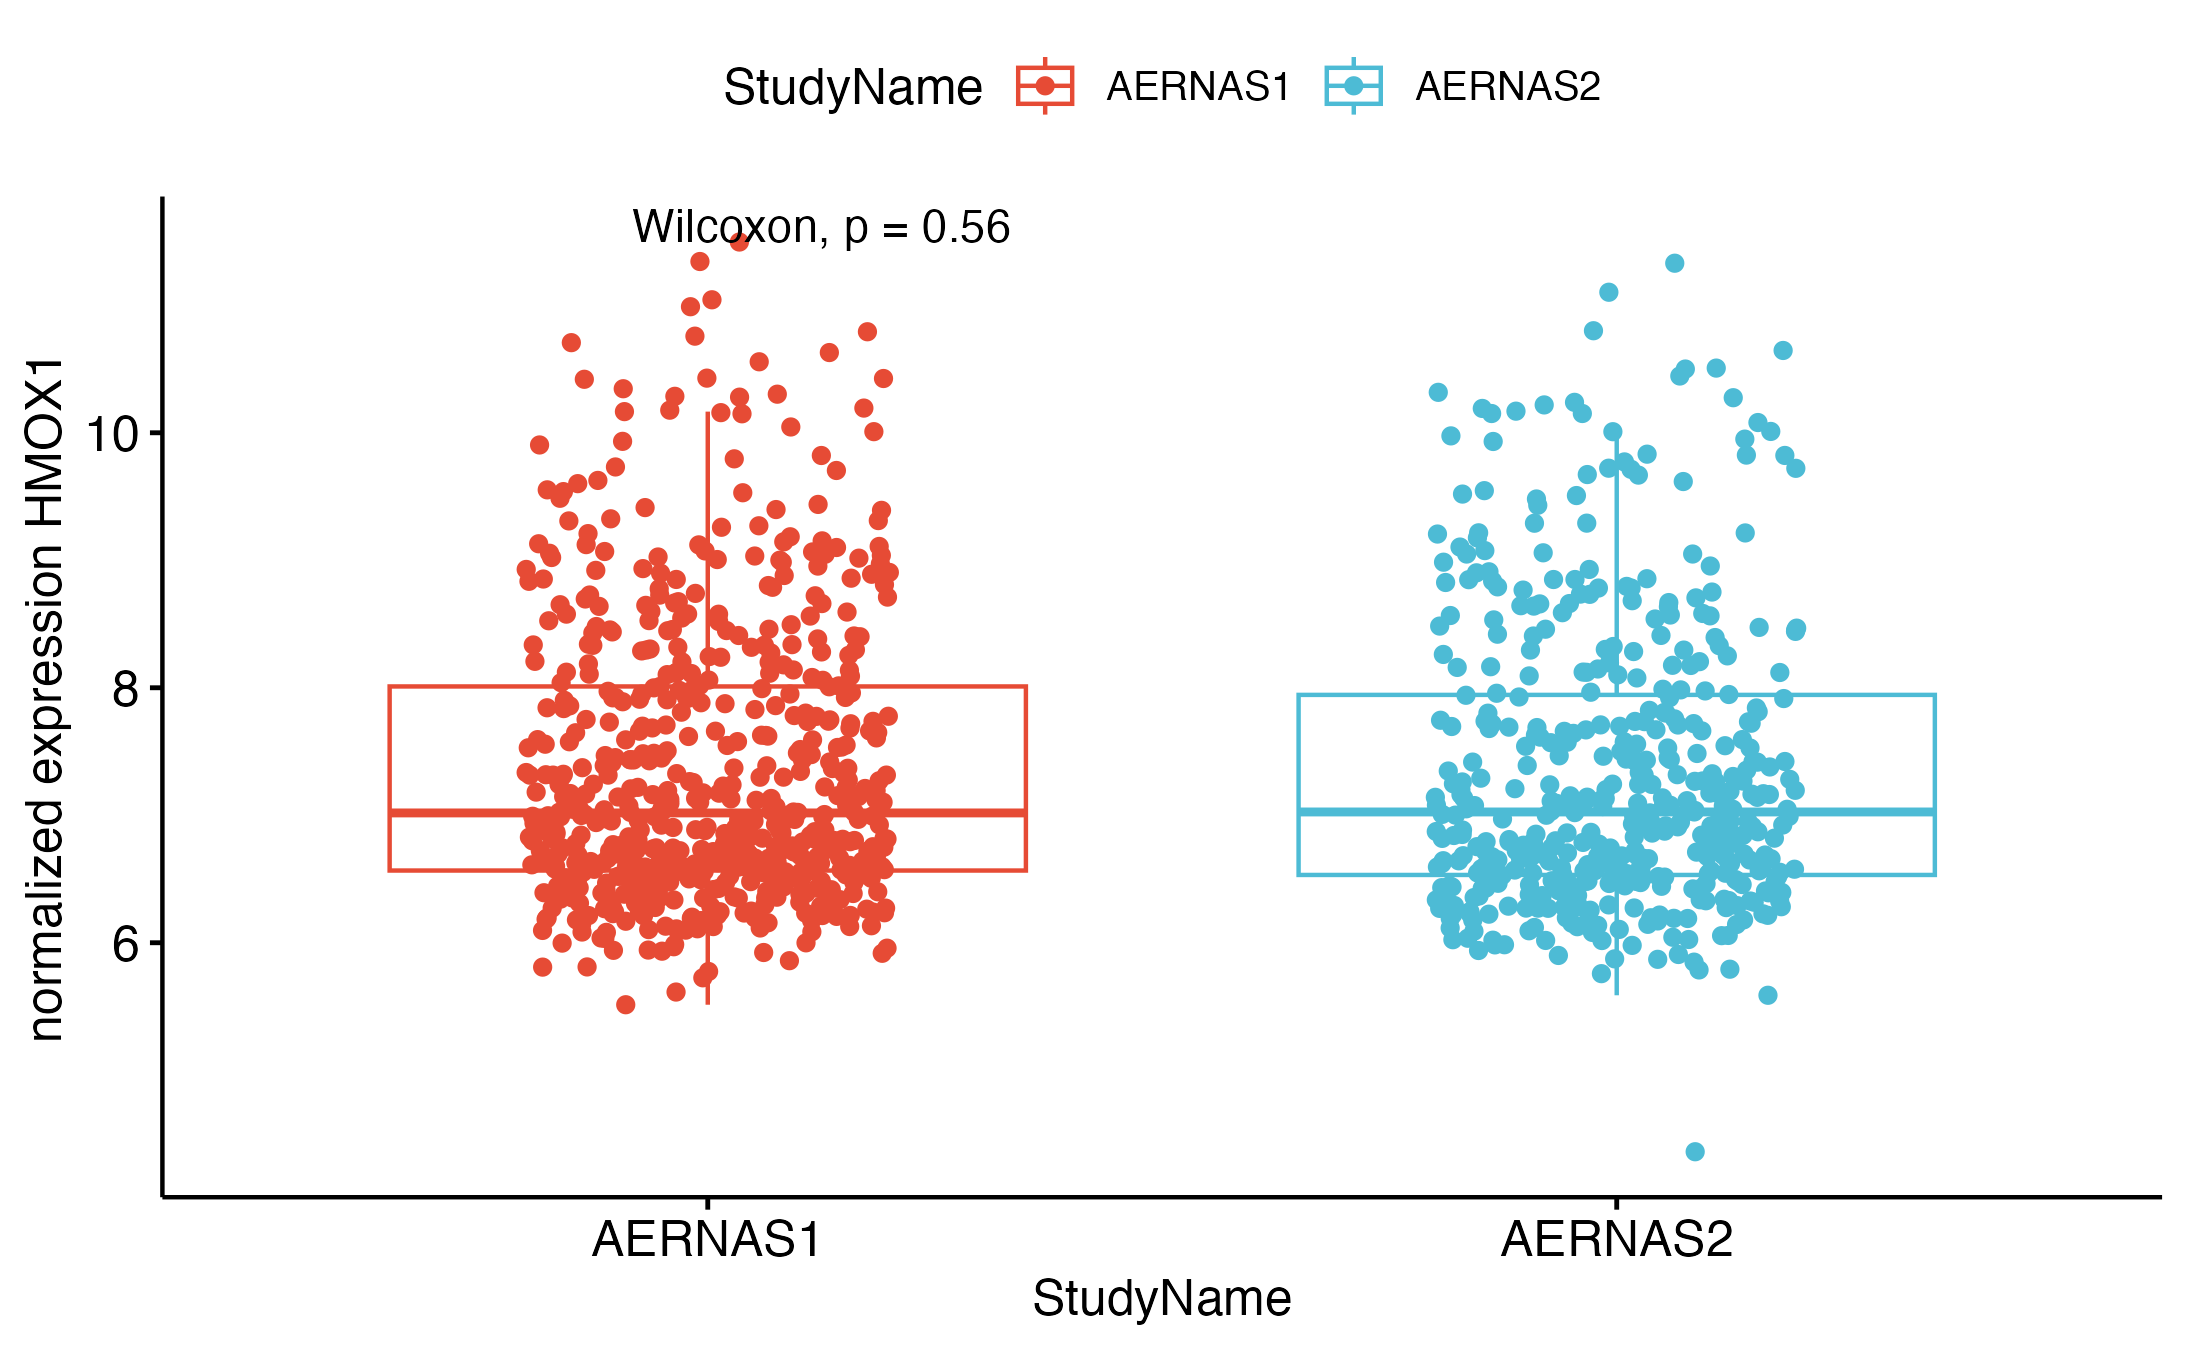 StudyName AERNAS1 AERNAS2
Wilcoxon, p = 0.56
normalized expression HMOX1
10
8
6
AERNAS1 AERNAS2
StudyName